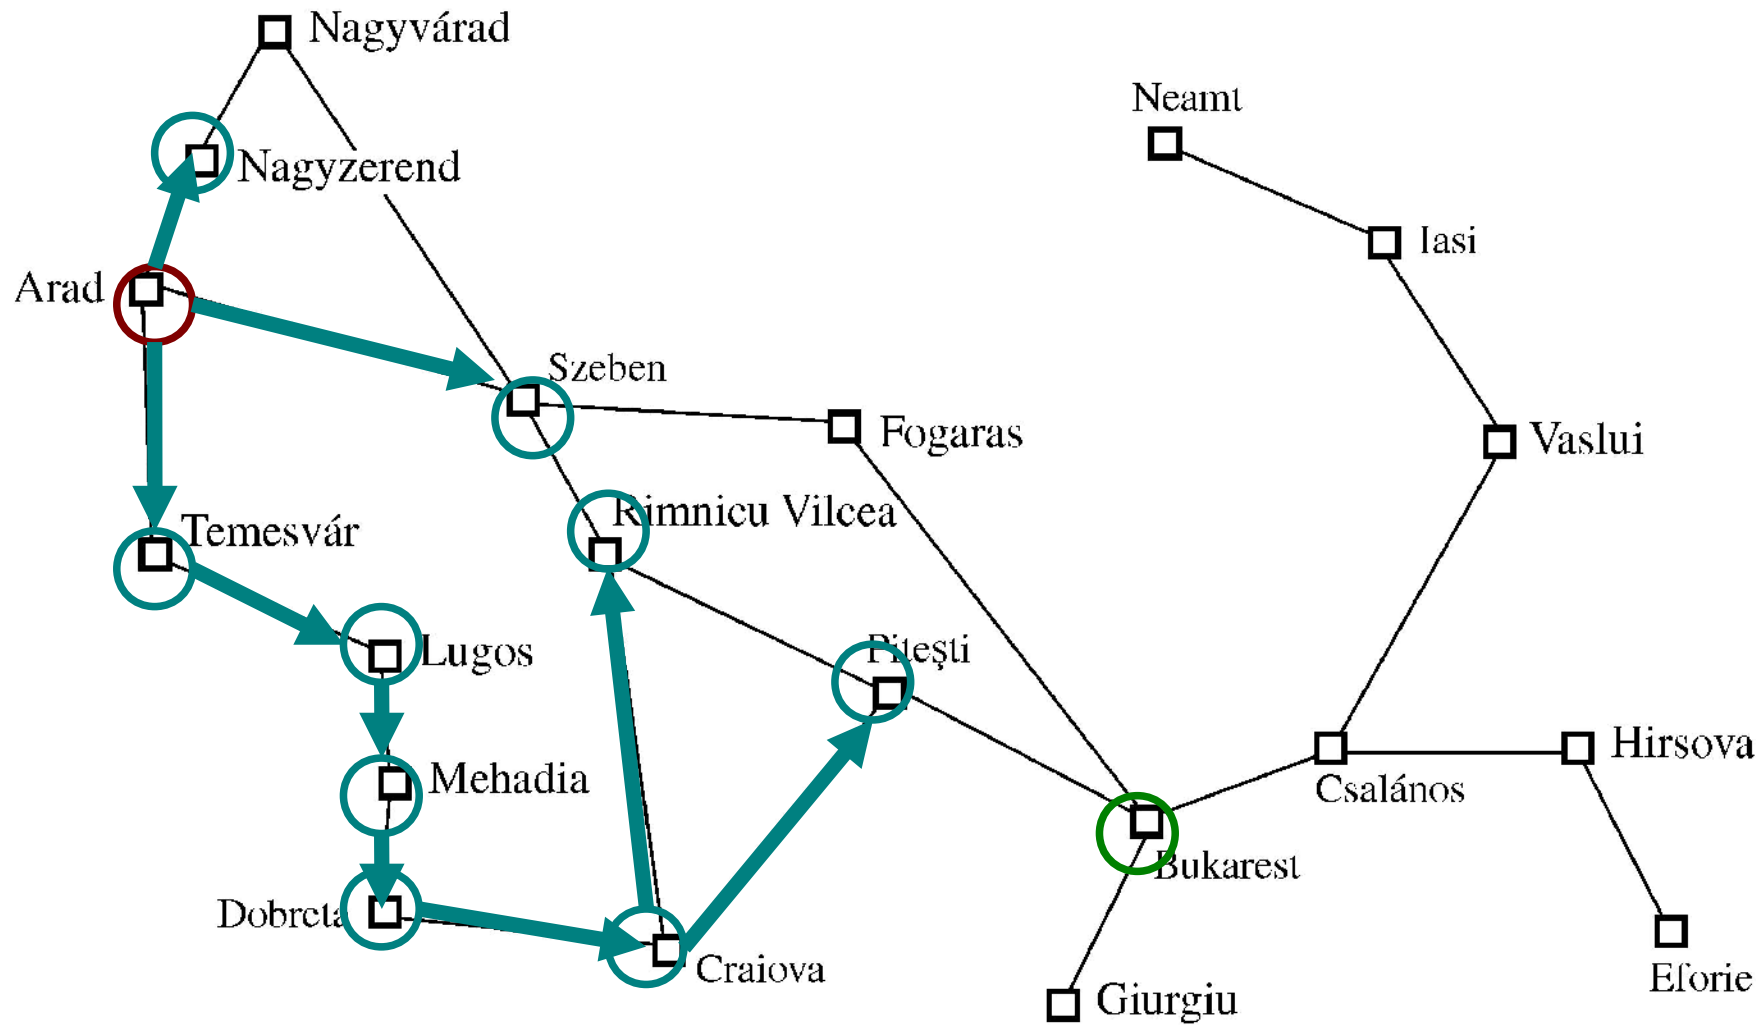 Nagyvárad
Neamt
Nagyzerend
Iasi
Arad
Szeben
Fogaras
Vaslui
Rimnicu Vilcea
Temesvár
Lugos
Piteşti
Hirsova
Mehadia
Csalános
Bukarest
Dobreta
Craiova
Eforie
Giurgiu